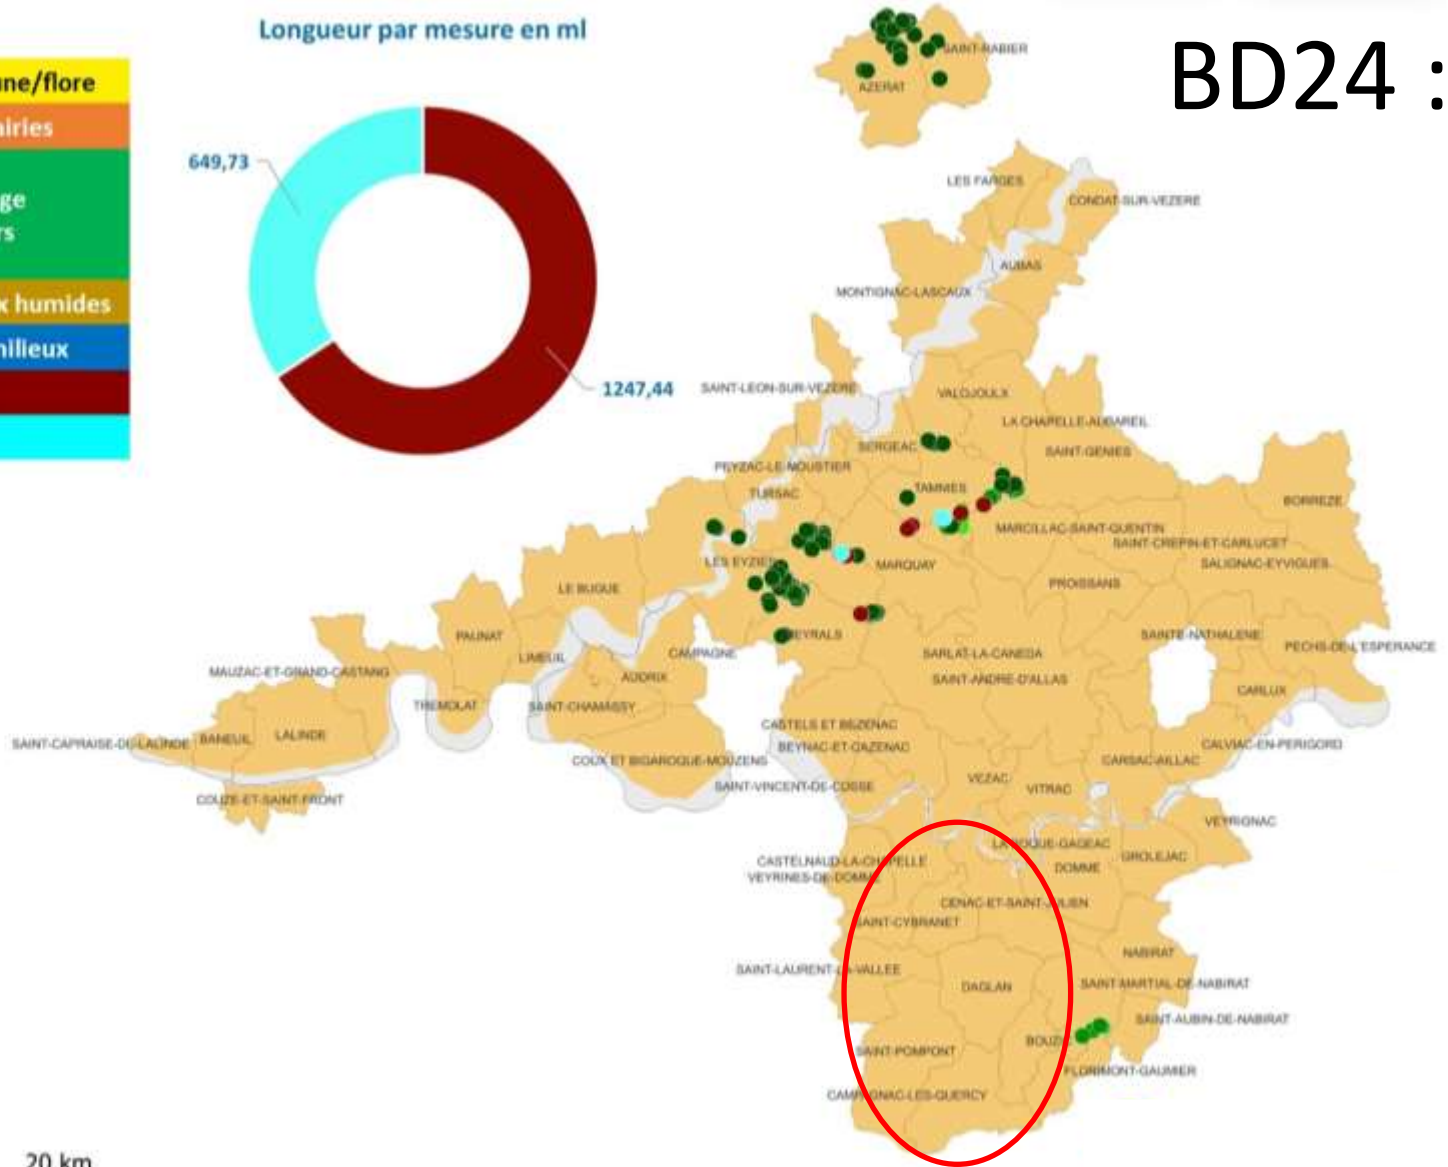 BD24 :
Longueur par mesure en ml
649,73
1247,44
ne/flore
iries
ge
rs
x humides
milieux
SAINT-RABIER
AZERAT
LES FARGES
CONDAT-SUR-VEZERE
AUBAS
MONTIGNAC-LASCAUX
SAINT-LEON-SUR-VEZERE
VALOJOULX
LA CHAPELLE-AUBAREIL
SERGEAC
SAINT-GENIES
PEYZAC-LE-MOUSTIER
TURSAC
TAMNIES
BORREZE
MARCILLAC-SAINT-QUENTIN
SAINT-CREPIN-ET-CARLUCET
LES EYZIES
MARQUAY
SALIGNAC-EYVIGUES
LE BUGUE
PROISSANS
PAUNAT
MEYRALS
SAINTE-NATHALENE
PECHS-DE-L'ESPERANCE
LIMEUIL
CAMPAGNE
SARLAT-LA-CANEDA
MAUZAC-ET-GRAND-CASTANG
AUDRIX
SAINT-ANDRE-D'ALLAS
CARLUX
TREMOLAT
SAINT-CHAMASSY
CASTELS ET BEZENAC
SAINT-CAPRAISE-DE-LALINDE
BANEUIL
LALINDE
BEYNAC-ET-CAZENAC
CALVIAC-EN-PERIGORD
COUX ET BIGAROQUE-MOUZENS
CARSAC-AILLAC
VEZAC
SAINT-VINCENT-DE-COSSE
VITRAC
COUZE-ET-SAINT-FRONT
VEYRIGNAC
LA ROQUE-GAGEAC
CASTELNAUD-LA-CHAPELLE
GROLEJAC
DOMME
VEYRINES-DE-DOMME
CENAC-ET-SAINT-JULIEN
SAINT-CYBRANET
NABIRAT
SAINT-LAURENT-LA-VALLEE
DAGLAN
SAINT-MARTIAL-DE-NABIRAT
SAINT-AUBIN-DE-NABIRAT
BOUZIC
SAINT-POMPONT
FLORIMONT-GAUMIER
CAMPAGNAC-LES-QUERCY
20 km